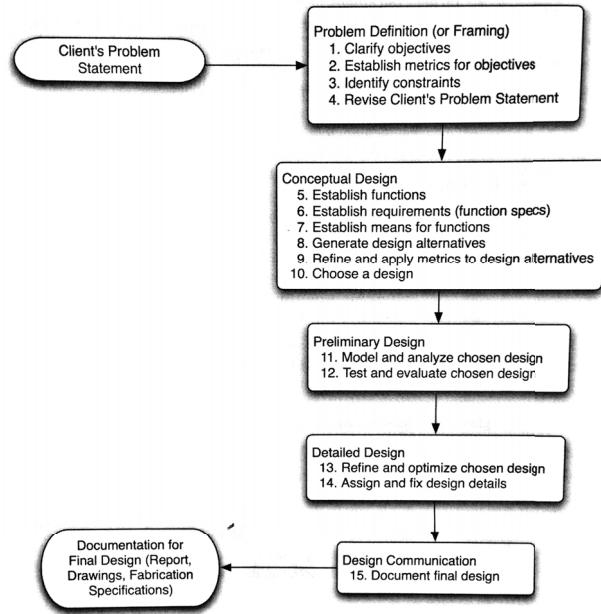 Client's Problem
Statement
Problem Definition (or Framing)
1. Clarify objectives
2. Establish metrics for objectives
3. Identify constraints
4. Revise Client's Problem Statement
Conceptual Design
5. Establish functions
6. Establish requirements (function specs)
7. Establish means for functions
8. Generate design alternatives
9. Refine and apply metrics to design alternatives
10. Choose a design
Preliminary Design
11. Model and analyze chosen design
12. Test and evaluate chosen design
Detailed Design
13. Refine and optimize chosen design
14. Assign and fix design details
Design Communication
15. Document final design
Documentation for
Final Design (Report,
Drawings, Fabrication
Specifications)